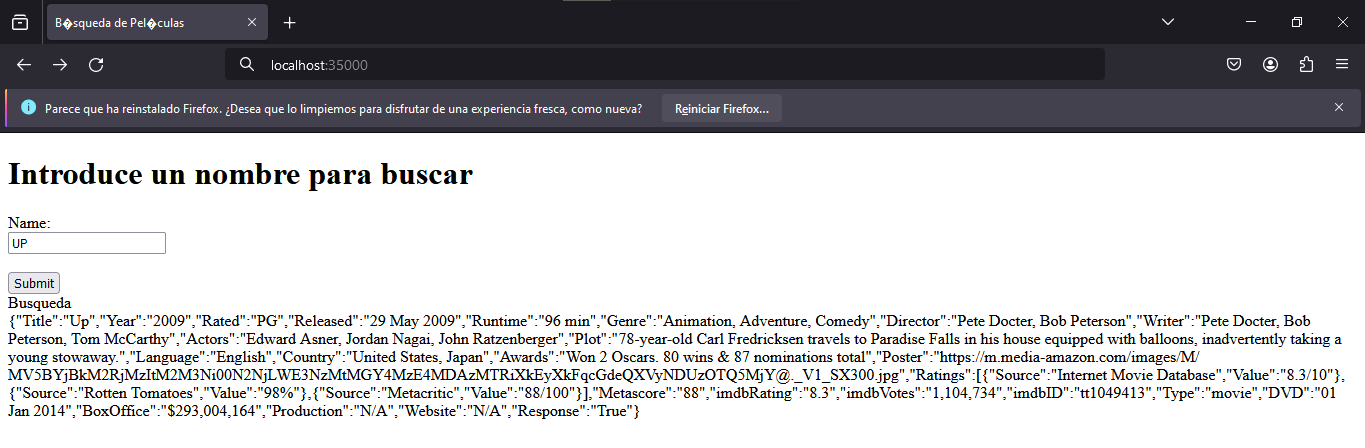 B�squeda de Pel�culas
localhost:35000
Parece que ha reinstalado Firefox. ¿Desea que lo limpiemos para disfrutar de una experiencia fresca, como nueva?
Reiniciar Firefox...
Introduce un nombre para buscar
Name:
UP
Submit
Busqueda
{"Title":"Up","Year":"2009","Rated":"PG","Released":"29 May 2009","Runtime":"96 min","Genre":"Animation, Adventure, Comedy","Director":"Pete Docter, Bob Peterson","Writer":"Pete Docter, Bob
Peterson, Tom McCarthy","Actors":"Edward Asner, Jordan Nagai, John Ratzenberger","Plot":"78-year-old Carl Fredricksen travels to Paradise Falls in his house equipped with balloons, inadvertently taking a
young stowaway.","Language":"English","Country":"United States, Japan","Awards":"Won 2 Oscars. 80 wins & 87 nominations total","Poster":"https://m.media-amazon.com/images/M/
MV5BYjBkM2RjMzItM2M3Ni00N2NjLWE3NzMtMGY4MzE4MDAzMTRiXkEyXkFqcGdeQXVyNDUzOTQ5MjY@._V1_SX300.jpg","Ratings":[{"Source":"Internet Movie Database","Value":"8.3/10"},
{"Source":"Rotten Tomatoes","Value":"98%"},{"Source":"Metacritic","Value":"88/100"}],"Metascore":"88","imdbRating":"8.3","imdbVotes":"1,104,734","imdbID":"tt1049413","Type":"movie","DVD":"01
Jan 2014","BoxOffice":"$293,004,164","Production":"N/A","Website":"N/A","Response":"True"}